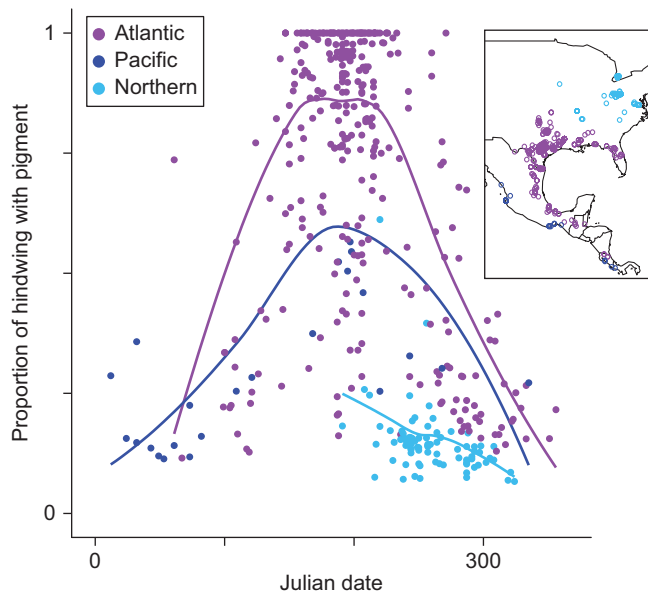 1
Atlantic
Pacific
Northern
Proportion of hindwing with pigment
0
0
300
Julian date